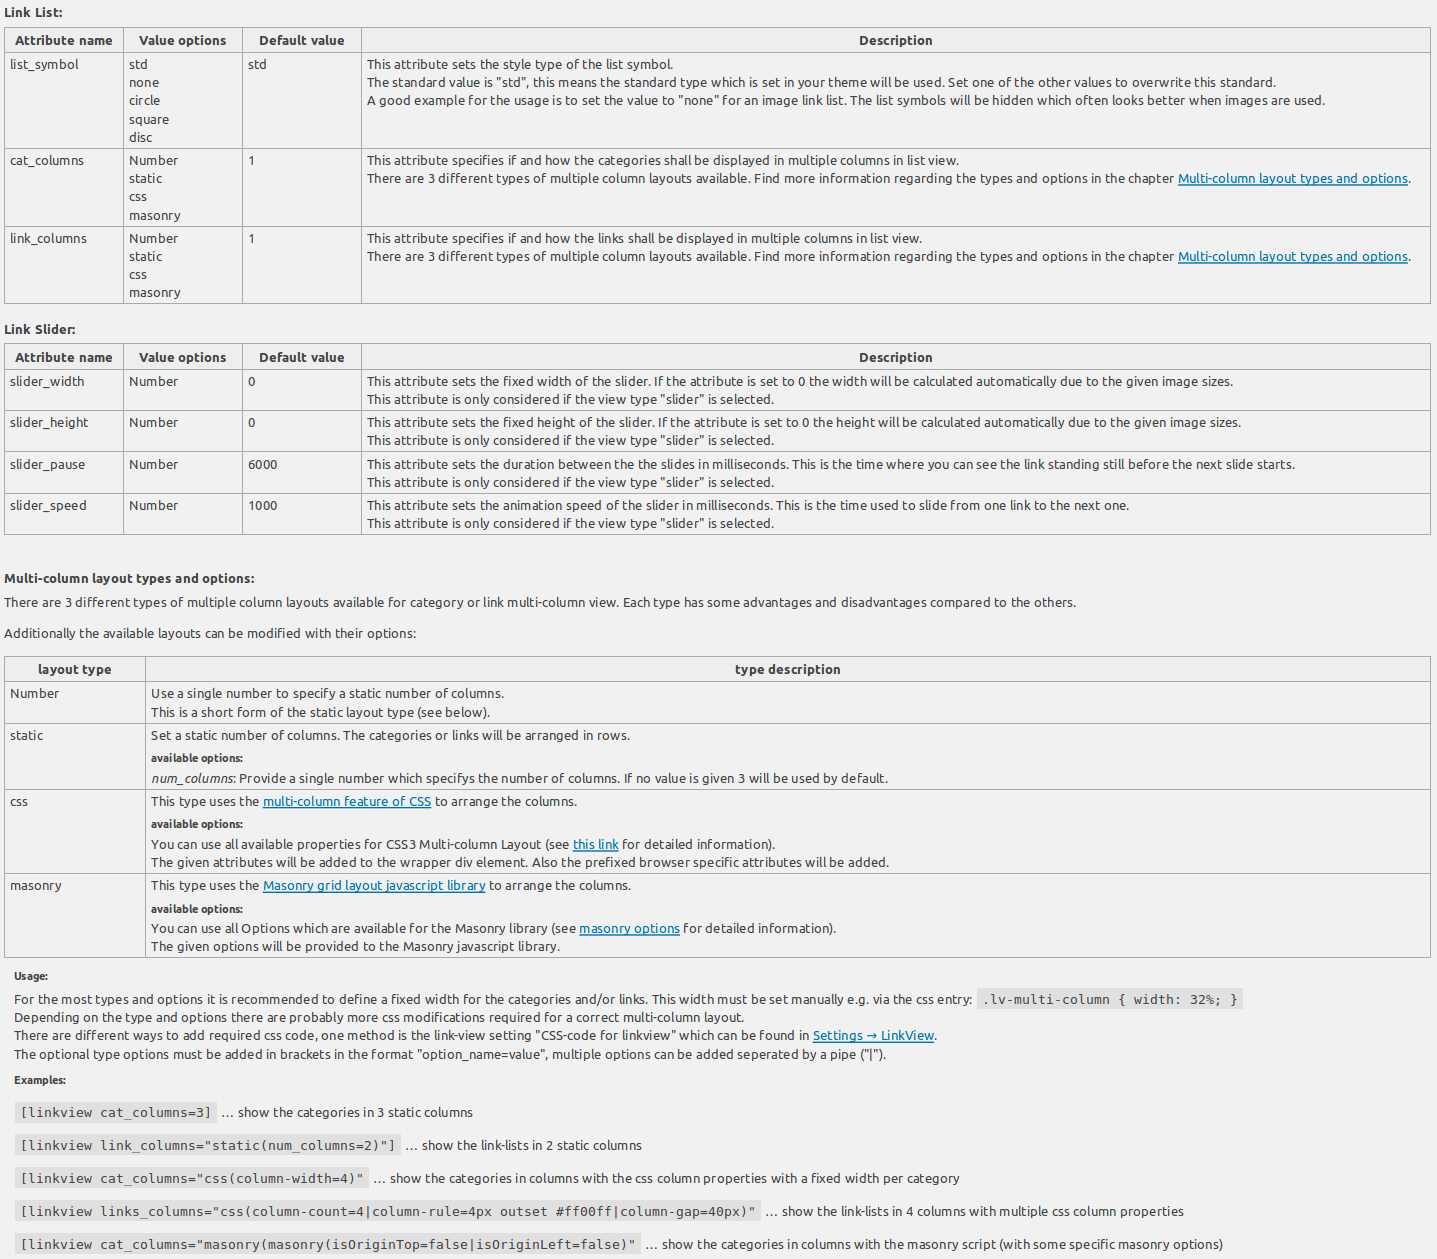 Link List:
Attribute name Value options Default value Description
list_symbol std std This attribute sets the style type of the list symbol.
none The standard value is "std", this means the standard type which is set in your theme will be used. Set one of the other values to overwrite this standard.
circle A good example for the usage is to set the value to "none" for an image link list. The list symbols will be hidden which often looks better when images are used.
square
disc
cat_columns Number 1 This attribute specifies if and how the categories shall be displayed in multiple columns in list view.
static There are 3 different types of multiple column layouts available. Find more information regarding the types and options in the chapter Multi-column layout types and options.
css
masonry
link_columns Number 1 This attribute specifies if and how the links shall be displayed in multiple columns in list view.
static There are 3 different types of multiple column layouts available. Find more information regarding the types and options in the chapter Multi-column layout types and options.
css
masonry
Link Slider:
Attribute name Value options Default value Description
slider_width Number 0 This attribute sets the fixed width of the slider. If the attribute is set to 0 the width will be calculated automatically due to the given image sizes.
This attribute is only considered if the view type "slider" is selected.
slider_height Number 0 This attribute sets the fixed height of the slider. If the attribute is set to 0 the height will be calculated automatically due to the given image sizes.
This attribute is only considered if the view type "slider" is selected.
slider_pause Number 6000 This attribute sets the duration between the the slides in milliseconds. This is the time where you can see the link standing still before the next slide starts.
This attribute is only considered if the view type "slider" is selected.
slider_speed Number 1000 This attribute sets the animation speed of the slider in milliseconds. This is the time used to slide from one link to the next one.
This attribute is only considered if the view type "slider" is selected.
Multi-column layout types and options:
There are 3 different types of multiple column layouts available for category or link multi-column view. Each type has some advantages and disadvantages compared to the others.
Additionally the available layouts can be modified with their options:
layout type type description
Number Use a single number to specify a static number of columns.
This is a short form of the static layout type (see below).
static Set a static number of columns. The categories or links will be arranged in rows.
available options:
num_columns: Provide a single number which specifys the number of columns. If no value is given 3 will be used by default.
css This type uses the multi-column feature of CSS to arrange the columns.
available options:
You can use all available properties for CSS3 Multi-column Layout (see this link for detailed information).
The given attributes will be added to the wrapper div element. Also the prefixed browser specific attributes will be added.
masonry This type uses the Masonry grid layout javascript library to arrange the columns.
available options:
You can use all Options which are available for the Masonry library (see masonry options for detailed information).
The given options will be provided to the Masonry javascript library.
Usage:
For the most types and options it is recommended to define a fixed width for the categories and/or links. This width must be set manually e.g. via the css entry: .lv-multi-column { width: 32%; }
Depending on the type and options there are probably more css modifications required for a correct multi-column layout.
There are different ways to add required css code, one method is the link-view setting "CSS-code for linkview" which can be found in Settings → LinkView.
The optional type options must be added in brackets in the format "option_name=value", multiple options can be added seperated by a pipe ("|").
Examples:
[linkview cat_columns=3] … show the categories in 3 static columns
[linkview link_columns="static(num_columns=2)"] … show the link-lists in 2 static columns
[linkview cat_columns="css(column-width=4)" … show the categories in columns with the css column properties with a fixed width per category
[linkview links_columns="css(column-count=4|column-rule=4px outset #ff00ff|column-gap=40px)" … show the link-lists in 4 columns with multiple css column properties
[linkview cat_columns="masonry(masonry(isOriginTop=false|isOriginLeft=false)" … show the categories in columns with the masonry script (with some specific masonry options)